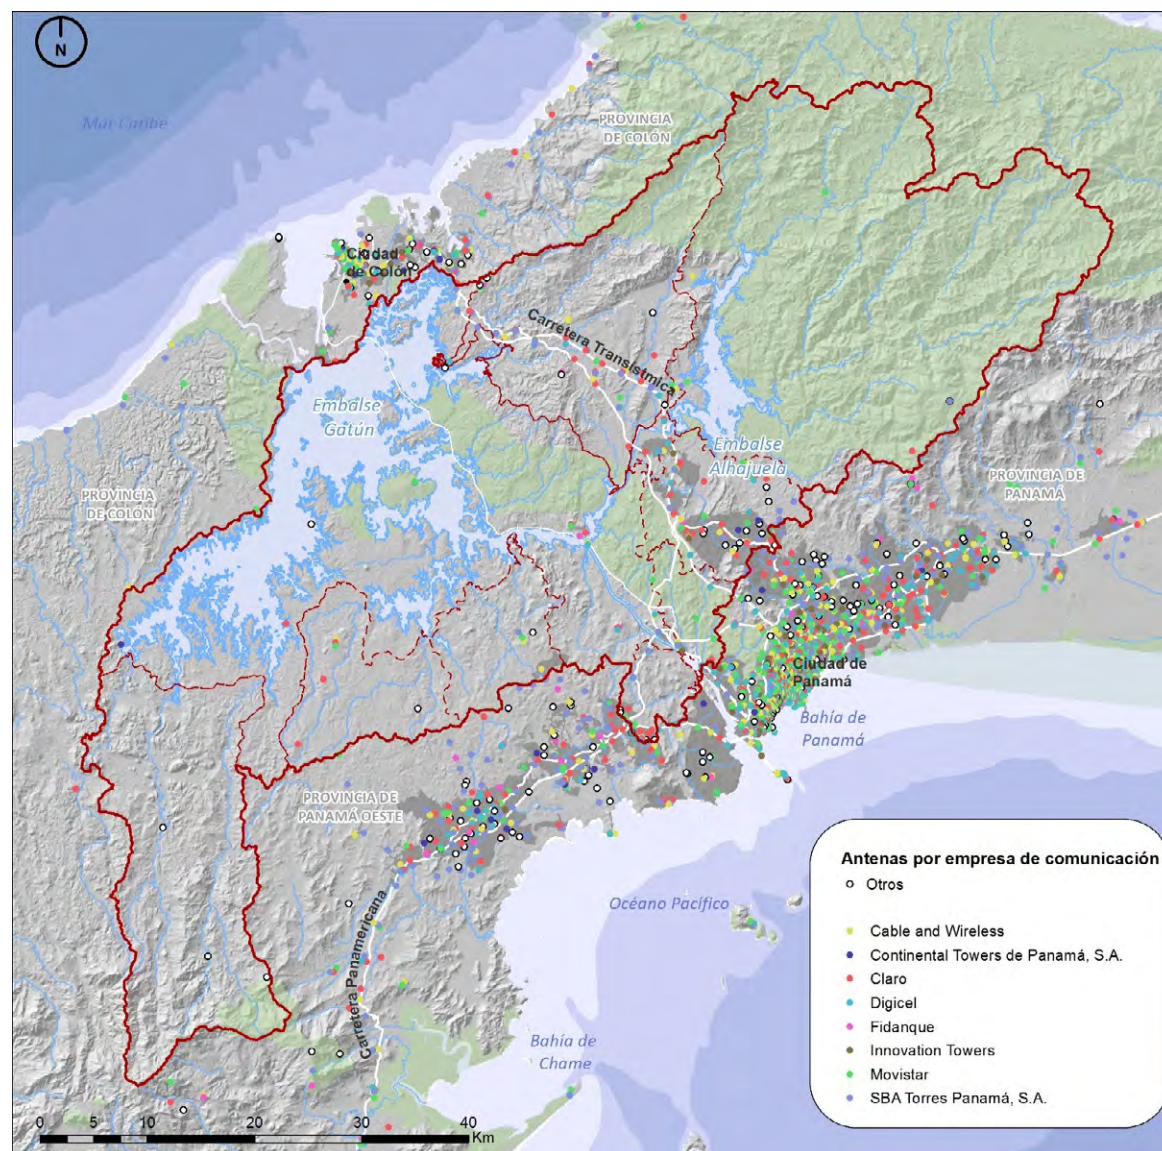 N
Mar Caribe
PROVINCIA
DE COLÓN
Ciudad
de Colón
Carretera Transístmica
Embalse
Gatún
Embalse
Alhajuela
PROVINCIA
DE COLÓN
PROVINCIA DE
PANAMÁ
Ciudad de
Panamá
Bahía de
Panamá
PROVINCIA DE
PANAMÁ OESTE
Carretera Panamericana
Océano Pacífico
Bahía de
Chame
Antenas por empresa de comunicación
Otros
Cable and Wireless
Continental Towers de Panamá, S.A.
Claro
Digicel
Fidanque
Innovation Towers
Movistar
SBA Torres Panamá, S.A.
0 5 10 20 30 40
Km